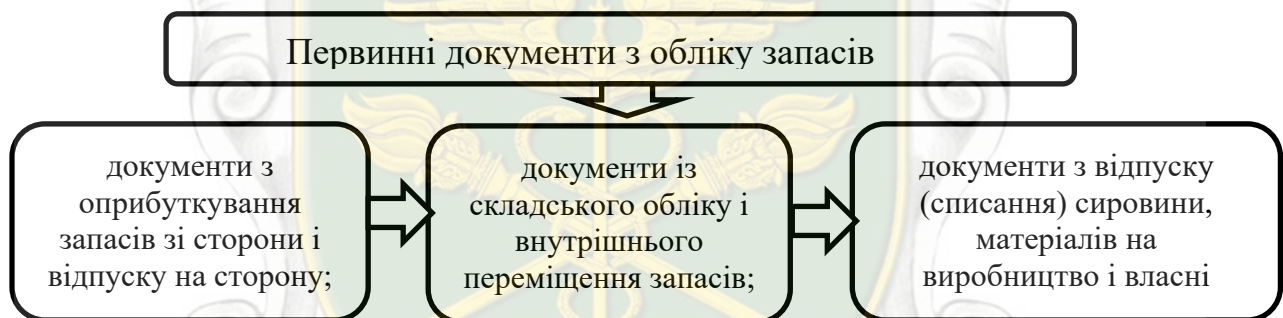 Первинні документи з обліку запасів
документи з
оприбуткування
запасів зі сторони і
відпуску на сторону;
документи із
складського обліку і
внутрішнього
переміщення запасів;
документи з відпуску
(списання) сировини,
матеріалів на
виробництво і власні